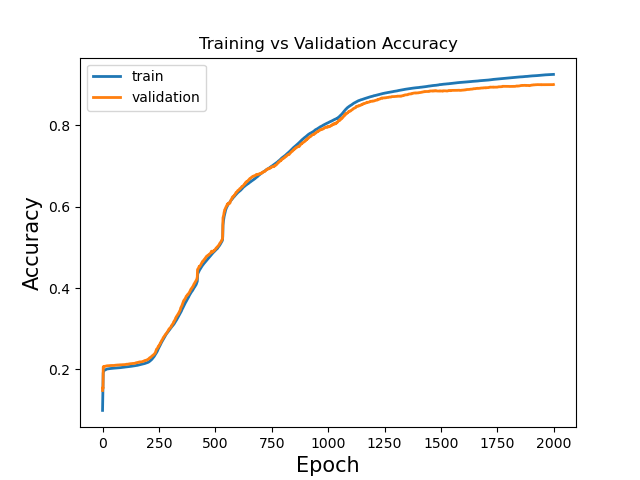 Training vs Validation Accuracy
train
validation
Accuracy
0.8
0.6
0.4
0.2
0 250 500 750 1000 1250 1500 1750 2000
Epoch